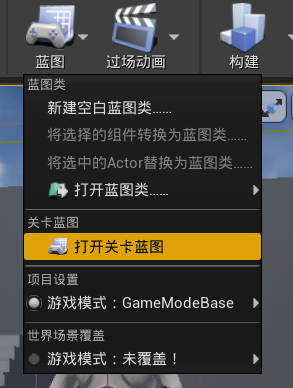 蓝图 过场动画 构建
蓝图类
新建空白蓝图类......
将选择的组件转换为蓝图类......
将选中的Actor替换为蓝图类......
打开蓝图类......
关卡蓝图
打开关卡蓝图
项目设置
游戏模式：GameModeBase
世界场景覆盖
游戏模式：未覆盖！